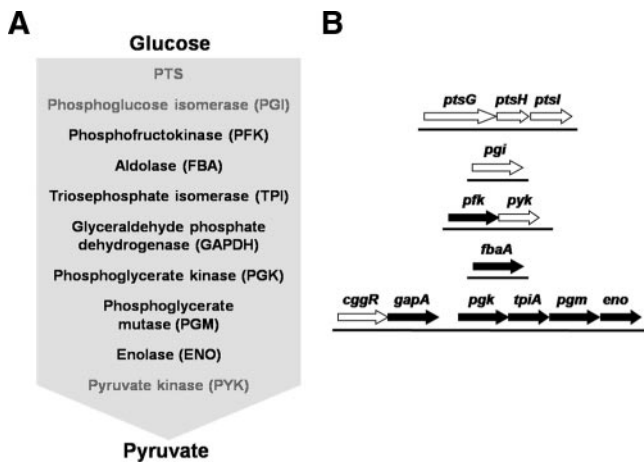 A
Glucose
PTS
Phosphoglucose isomerase (PGI)
Phosphofructokinase (PFK)
Aldolase (FBA)
Triosephosphate isomerase (TPI)
Glyceraldehyde phosphate
dehydrogenase (GAPDH)
Phosphoglycerate kinase (PGK)
Phosphoglycerate
mutase (PGM)
Enolase (ENO)
Pyruvate kinase (PYK)
Pyruvate
B
ptsG ptsH ptsI
pgi
pfk pyk
fbaA
cggR gapA pgk tpiA pgm eno